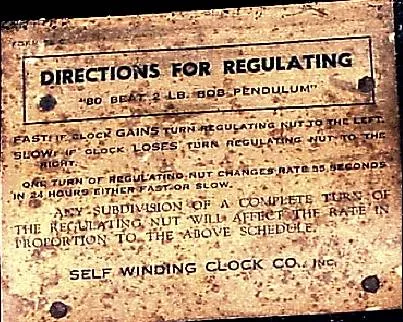 FORM
DIRECTIONS FOR REGULATING
"80 BEAT 2 LB. BOB PENDULUM"
FAST: IF CLOCK GAINS TURN REGULATING NUT TO THE LEFT.
SLOW: IF CLOCK LOSES TURN REGULATING NUT TO THE
RIGHT.
ONE TURN OF REGULATING NUT CHANGES RATE 55 SECONDS
IN 24 HOURS EITHER FAST OR SLOW.
ANY SUBDIVISION OF A COMPLETE TURN OF
THE REGULATING NUT WILL AFFECT THE RATE IN
PROPORTION TO THE ABOVE SCHEDULE.
SELF WINDING CLOCK CO., INC.